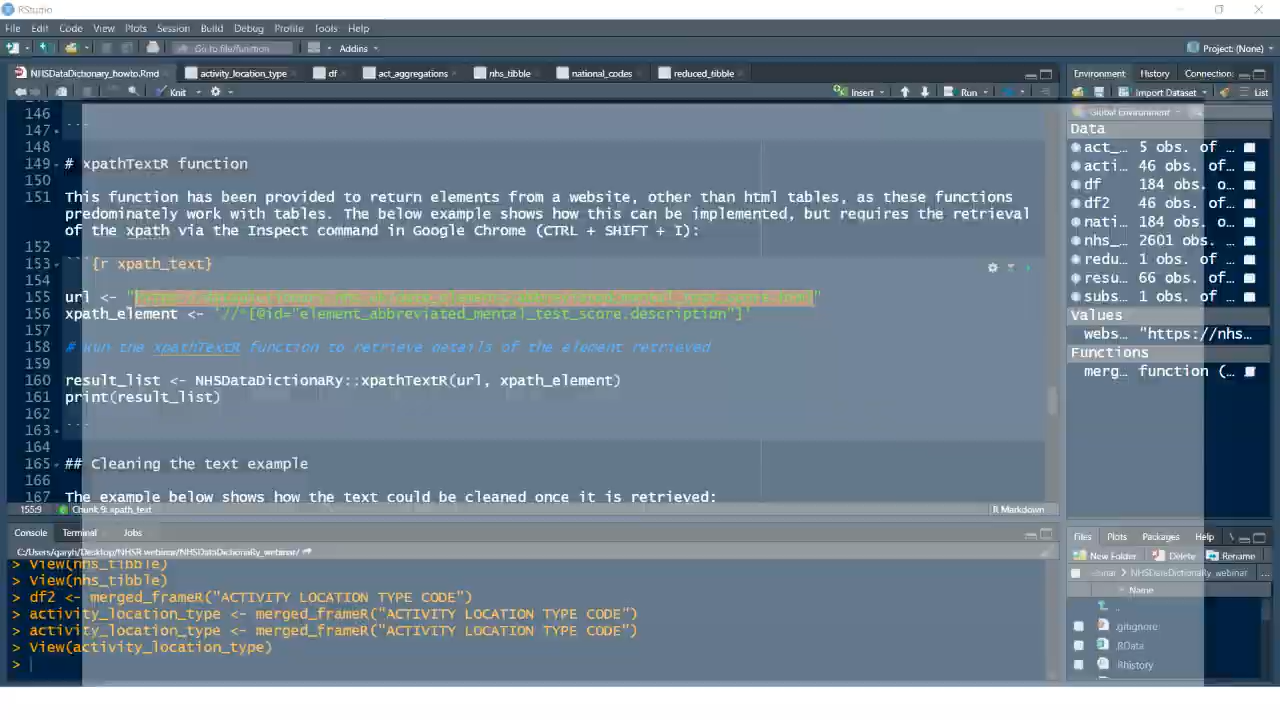 RStudio
File Edit Code View Plots Session Build Debug Profile Tools Help
Go to file/function Addins Project: (None)
NHSDataDictionary_howto.Rmd activity_location_type df act_aggregations nhs_tibble national_codes reduced_tibble
Knit Insert Run
146
147 ```
148
149 # xpathTextR function
150
151 This function has been provided to return elements from a website, other than html tables, as these functions
predominately work with tables. The below example shows how this can be implemented, but requires the retrieval
of the xpath via the Inspect command in Google Chrome (CTRL + SHIFT + I):
152
153 ```{r xpath_text}
154
155 url <- "
156 xpath_element <- '//*[@id="element_abbreviated_mental_test_score.description"]'
157
158 # Run the xpathTextR function to retrieve details of the element retrieved
159
160 result_list <- NHSDataDictionaRy::xpathTextR(url, xpath_element)
161 print(result_list)
162
163 ```
164
165 ## Cleaning the text example
166
167 The example below shows how the text could be cleaned once it is retrieved:
155:9 Chunk 9: xpath_text R Markdown
Console Terminal Jobs
C:/Users/garyh/Desktop/NHSR webinar/NHSDataDictionaRy_webinar/
> View(nhs_tibble)
> View(nhs_tibble)
> df2 <- merged_frameR("ACTIVITY LOCATION TYPE CODE")
> activity_location_type <- merged_frameR("ACTIVITY LOCATION TYPE CODE")
> activity_location_type <- merged_frameR("ACTIVITY LOCATION TYPE CODE")
> View(activity_location_type)
>
Environment History Connection:
Import Dataset List
Global Environment
Data
act_… 5 obs. of …
acti… 46 obs. of…
df 184 obs. o…
df2 46 obs. of…
nati… 184 obs. o…
nhs_… 2601 obs. …
redu… 1 obs. of …
resu… 66 obs. of…
subs… 1 obs. of …
Values
webs… "https://nhs…
Functions
merg… function (…
Files Plots Packages Help
New Folder Delete Rename
ebinar > NHSDataDictionaRy_webinar ...
Name
..
.gitignore
.RData
.Rhistory